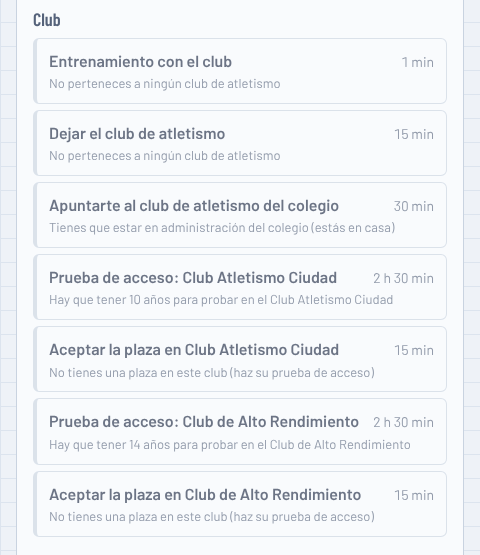 Club
Entrenamiento con el club 1 min
No perteneces a ningún club de atletismo
Dejar el club de atletismo 15 min
No perteneces a ningún club de atletismo
Apuntarte al club de atletismo del colegio 30 min
Tienes que estar en administración del colegio (estás en casa)
Prueba de acceso: Club Atletismo Ciudad 2 h 30 min
Hay que tener 10 años para probar en el Club Atletismo Ciudad
Aceptar la plaza en Club Atletismo Ciudad 15 min
No tienes una plaza en este club (haz su prueba de acceso)
Prueba de acceso: Club de Alto Rendimiento 2 h 30 min
Hay que tener 14 años para probar en el Club de Alto Rendimiento
Aceptar la plaza en Club de Alto Rendimiento 15 min
No tienes una plaza en este club (haz su prueba de acceso)